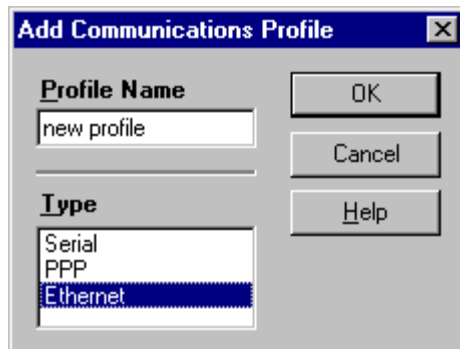 Add Communications Profile
Profile Name
new profile
OK
Cancel
Help
Type
Serial
PPP
Ethernet